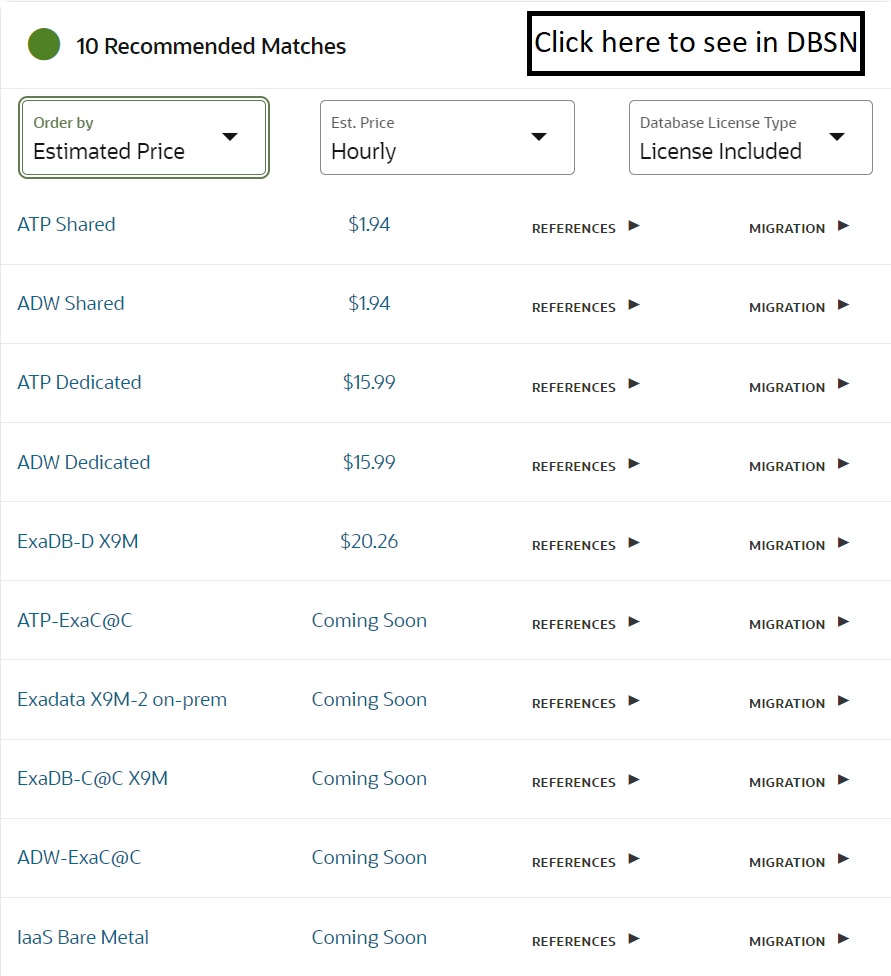 10 Recommended Matches
Click here to see in DBSN
Order by
Estimated Price
Est. Price
Hourly
Database License Type
License Included
ATP Shared $1.94 REFERENCES MIGRATION
ADW Shared $1.94 REFERENCES MIGRATION
ATP Dedicated $15.99 REFERENCES MIGRATION
ADW Dedicated $15.99 REFERENCES MIGRATION
ExaDB-D X9M $20.26 REFERENCES MIGRATION
ATP-ExaC@C Coming Soon REFERENCES MIGRATION
Exadata X9M-2 on-prem Coming Soon REFERENCES MIGRATION
ExaDB-C@C X9M Coming Soon REFERENCES MIGRATION
ADW-ExaC@C Coming Soon REFERENCES MIGRATION
IaaS Bare Metal Coming Soon REFERENCES MIGRATION